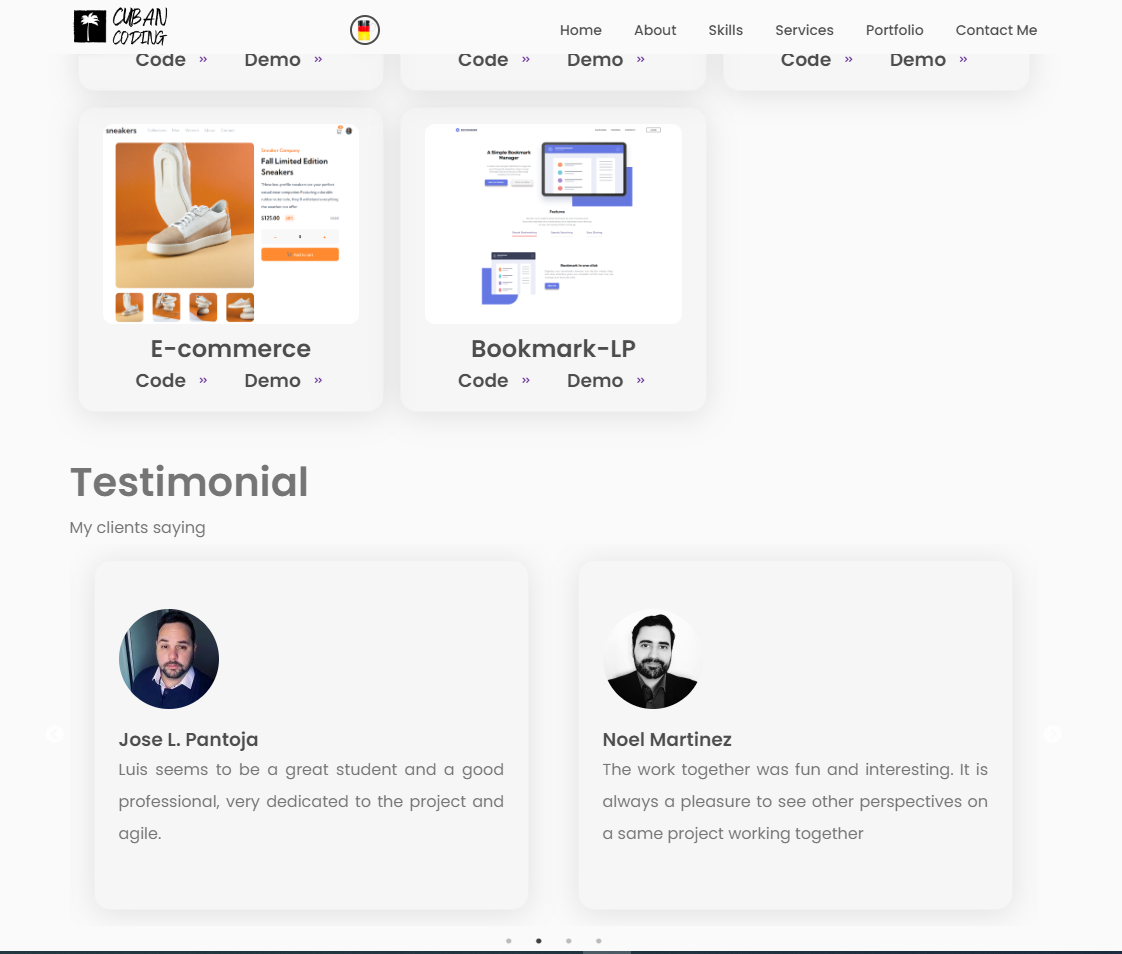 CUBAN
CODING
Home About Skills Services Portfolio Contact Me
Code » Demo » Code » Demo » Code » Demo »
sneakers
Sneaker Company
Fall Limited Edition
Sneakers
$125.00
Add to cart
A Simple Bookmark
Manager
Features
Bookmark in one click
E-commerce
Code » Demo »
Bookmark-LP
Code » Demo »
Testimonial
My clients saying
Jose L. Pantoja
Luis seems to be a great student and a good
professional, very dedicated to the project and
agile.
Noel Martinez
The work together was fun and interesting. It is
always a pleasure to see other perspectives on
a same project working together